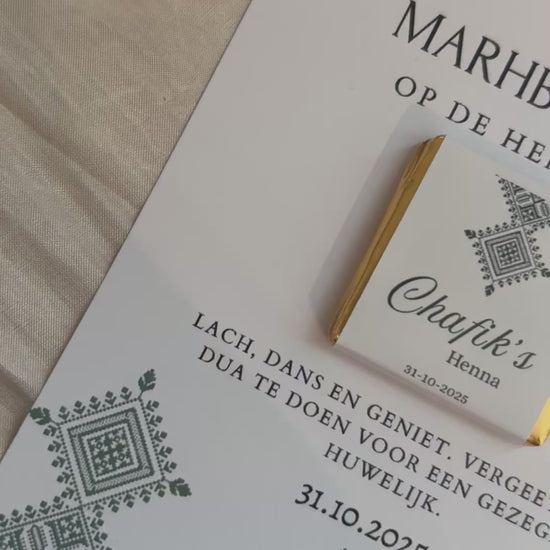 MARHB
OP DE HE
Chafik's
Henna
31-10-2025
LACH, DANS EN GENIET. VERGEET
DUA TE DOEN VOOR EEN GEZEG
HUWELIJK.
31.10.2025